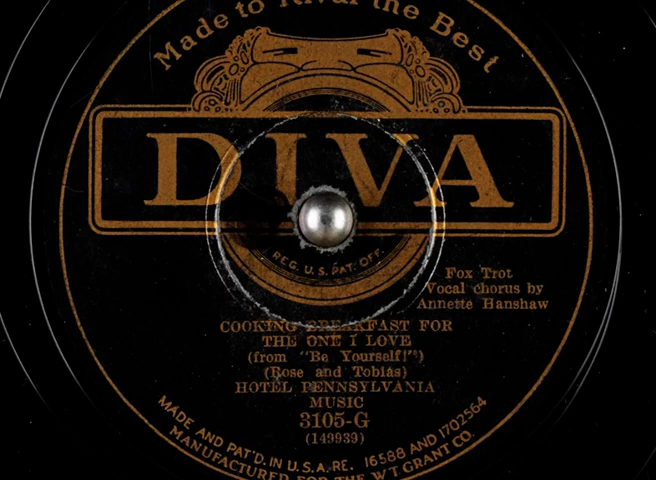 Made to Rival the Best
DIVA
REG. U.S. PAT. OFF.
Fox Trot
Vocal chorus by
Annette Hanshaw
COOKING BREAKFAST FOR
THE ONE I LOVE
(from "Be Yourself!")
(Rose and Tobias)
HOTEL PENNSYLVANIA
MUSIC
3105-G
(149939)
MADE AND PAT'D. IN U.S.A. RE. 16588 AND 1702564
MANUFACTURED FOR THE W.T. GRANT CO.